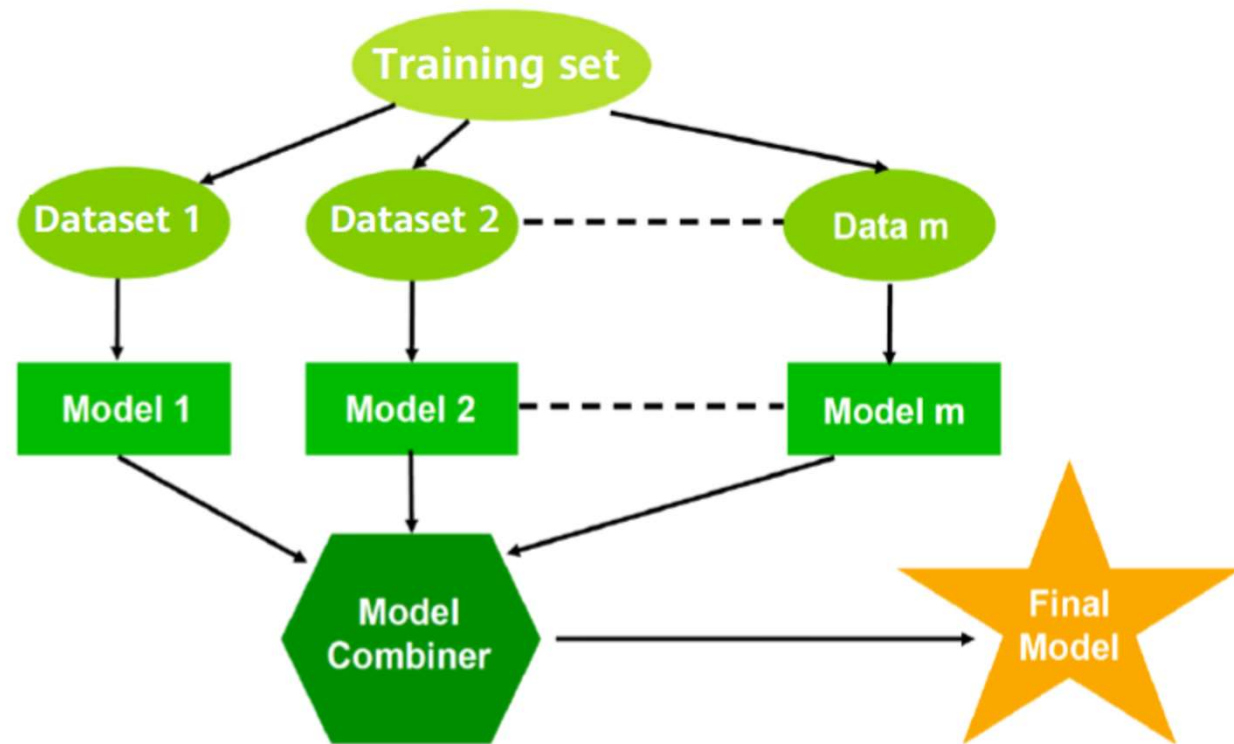 Training set
Dataset 1
Dataset 2
Data m
Model 1
Model 2
Model m
Model
Combiner
Final
Model